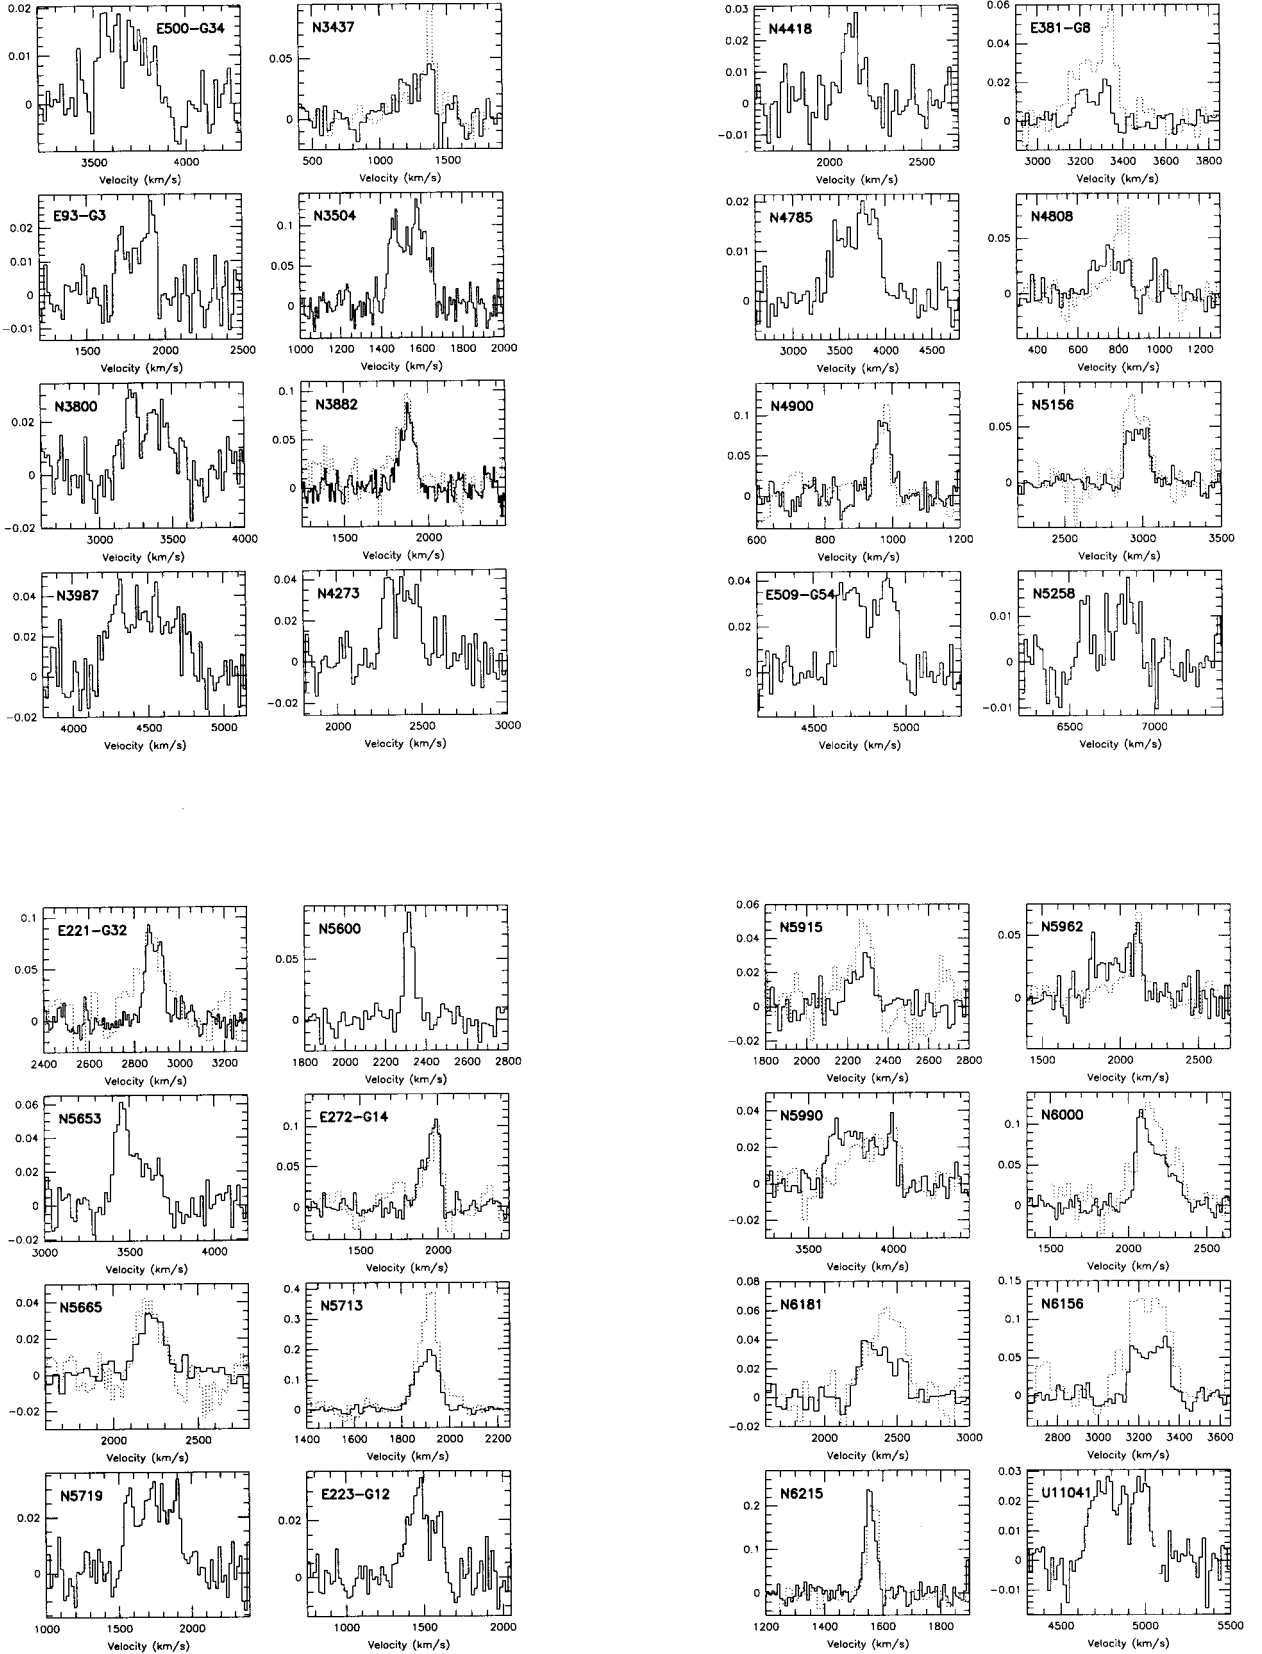 E500-G34
0.02
0.01
0
3500 4000
Velocity (km/s)
N3437
0.05
0
500 1000 1500
Velocity (km/s)
N4418
0.03
0.02
0.01
0
-0.01
2000 2500
Velocity (km/s)
E381-G8
0.06
0.04
0.02
0
3000 3200 3400 3600 3800
Velocity (km/s)
E93-G3
0.02
0.01
0
-0.01
1500 2000 2500
Velocity (km/s)
N3504
0.1
0.05
0
1000 1200 1400 1600 1800 2000
Velocity (km/s)
N4785
0.02
0.01
0
3000 3500 4000 4500
Velocity (km/s)
N4808
0.05
0
400 600 800 1000 1200
Velocity (km/s)
N3800
0.02
0
-0.02
3000 3500 4000
Velocity (km/s)
N3882
0.1
0.05
0
1500 2000
Velocity (km/s)
N4900
0.1
0.05
0
600 800 1000 1200
Velocity (km/s)
N5156
0.05
0
2500 3000 3500
Velocity (km/s)
N3987
0.04
0.02
0
-0.02
4000 4500 5000
Velocity (km/s)
N4273
0.04
0.02
0
-0.02
2000 2500 3000
Velocity (km/s)
E509-G54
0.04
0.02
0
4500 5000
Velocity (km/s)
N5258
0.01
0
-0.01
6500 7000
Velocity (km/s)
E221-G32
0.1
0.05
0
2400 2600 2800 3000 3200
Velocity (km/s)
N5600
0.05
0
1800 2000 2200 2400 2600 2800
Velocity (km/s)
N5915
0.06
0.04
0.02
0
-0.02
1800 2000 2200 2400 2600 2800
Velocity (km/s)
N5962
0.05
0
1500 2000 2500
Velocity (km/s)
N5653
0.06
0.04
0.02
0
-0.02
3000 3500 4000
Velocity (km/s)
E272-G14
0.1
0.05
0
1500 2000
Velocity (km/s)
N5990
0.04
0.02
0
-0.02
3500 4000
Velocity (km/s)
N6000
0.1
0.05
0
1500 2000 2500
Velocity (km/s)
N5665
0.04
0.02
0
-0.02
2000 2500
Velocity (km/s)
N5713
0.4
0.3
0.2
0.1
0
1400 1600 1800 2000 2200
Velocity (km/s)
N6181
0.08
0.06
0.04
0.02
0
-0.02
2000 2500 3000
Velocity (km/s)
N6156
0.15
0.1
0.05
0
2800 3000 3200 3400 3600
Velocity (km/s)
N5719
0.02
0
1000 1500 2000
Velocity (km/s)
E223-G12
0.02
0
1000 1500 2000
Velocity (km/s)
N6215
0.2
0.1
0
1200 1400 1600 1800
Velocity (km/s)
U11041
0.03
0.02
0.01
0
-0.01
4500 5000 5500
Velocity (km/s)